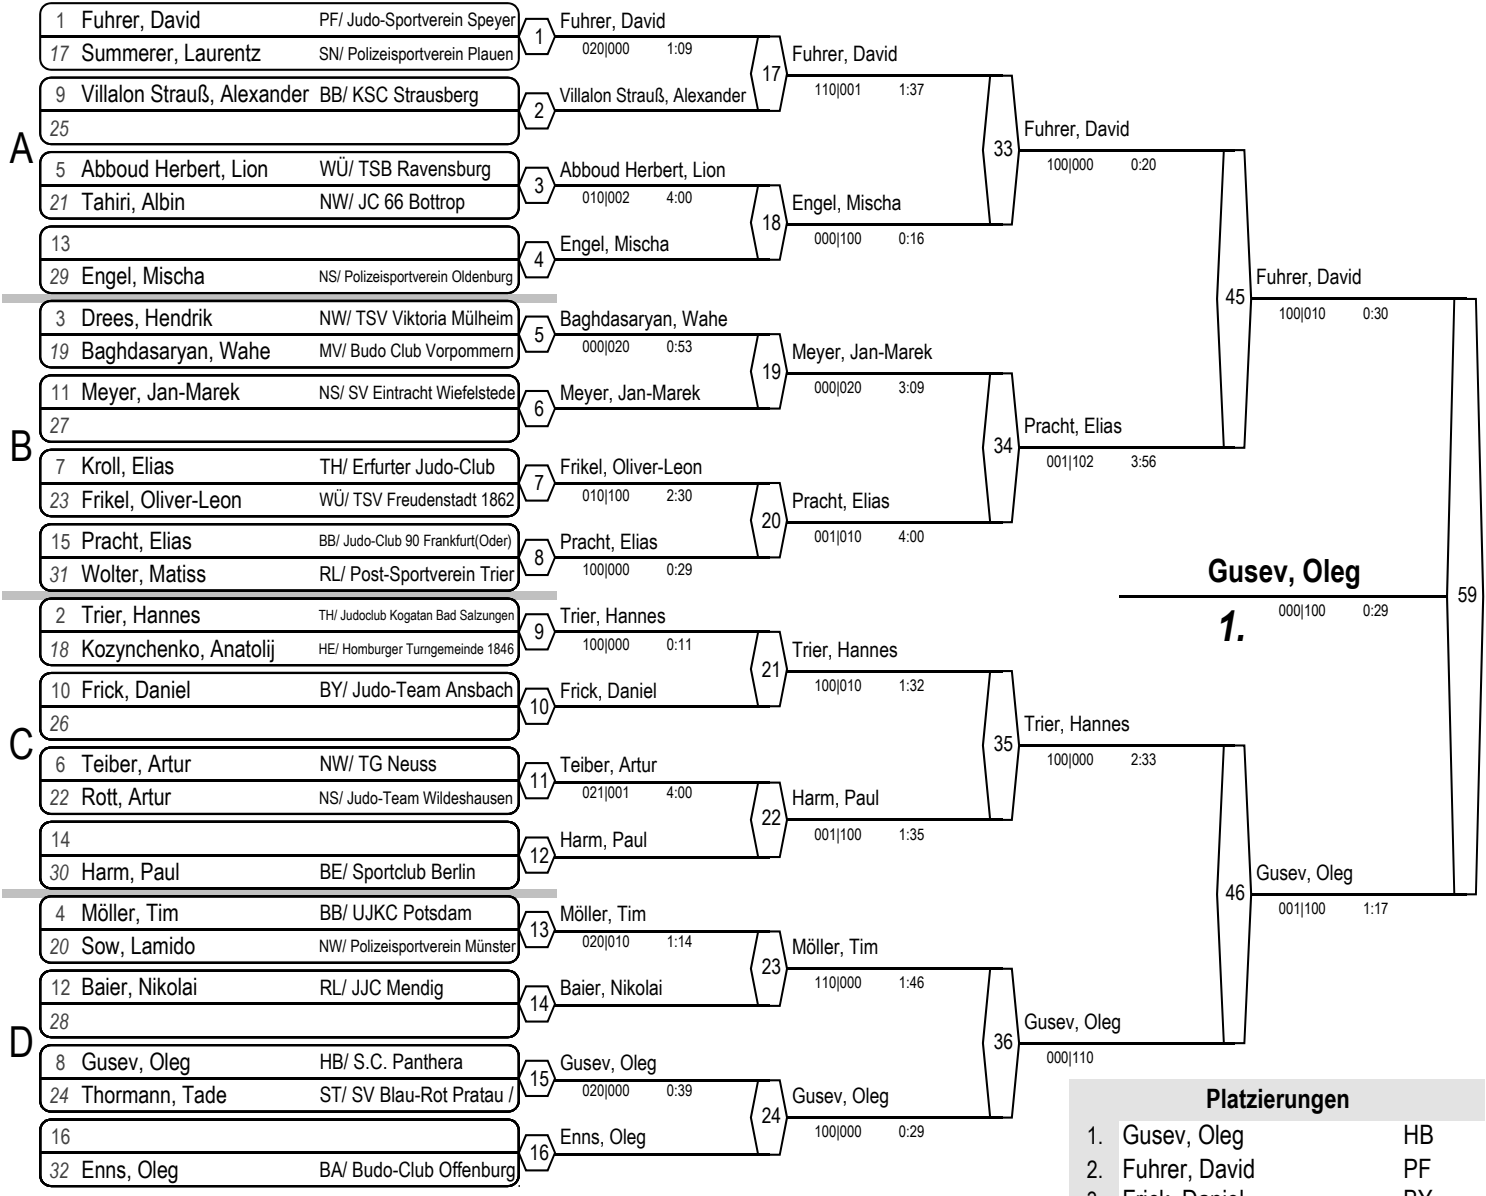 A
1 Fuhrer, David PF/ Judo-Sportverein Speyer
17 Summerer, Laurentz SN/ Polizeisportverein Plauen
9 Villalon Strauß, Alexander BB/ KSC Strausberg
25
5 Abboud Herbert, Lion WÜ/ TSB Ravensburg
21 Tahiri, Albin NW/ JC 66 Bottrop
13
29 Engel, Mischa NS/ Polizeisportverein Oldenburg
B
3 Drees, Hendrik NW/ TSV Viktoria Mülheim
19 Baghdasaryan, Wahe MV/ Budo Club Vorpommern
11 Meyer, Jan-Marek NS/ SV Eintracht Wiefelstede
27
7 Kroll, Elias TH/ Erfurter Judo-Club
23 Frikel, Oliver-Leon WÜ/ TSV Freudenstadt 1862
15 Pracht, Elias BB/ Judo-Club 90 Frankfurt(Oder)
31 Wolter, Matiss RL/ Post-Sportverein Trier
C
2 Trier, Hannes TH/ Judoclub Kogatan Bad Salzungen
18 Kozynchenko, Anatolij HE/ Homburger Turngemeinde 1846
10 Frick, Daniel BY/ Judo-Team Ansbach
26
6 Teiber, Artur NW/ TG Neuss
22 Rott, Artur NS/ Judo-Team Wildeshausen
14
30 Harm, Paul BE/ Sportclub Berlin
D
4 Möller, Tim BB/ UJKC Potsdam
20 Sow, Lamido NW/ Polizeisportverein Münster
12 Baier, Nikolai RL/ JJC Mendig
28
8 Gusev, Oleg HB/ S.C. Panthera
24 Thormann, Tade ST/ SV Blau-Rot Pratau /
16
32 Enns, Oleg BA/ Budo-Club Offenburg
1 Fuhrer, David
020|000 1:09
2 Villalon Strauß, Alexander
3 Abboud Herbert, Lion
010|002 4:00
4 Engel, Mischa
5 Baghdasaryan, Wahe
000|020 0:53
6 Meyer, Jan-Marek
7 Frikel, Oliver-Leon
010|100 2:30
8 Pracht, Elias
100|000 0:29
9 Trier, Hannes
100|000 0:11
10 Frick, Daniel
11 Teiber, Artur
021|001 4:00
12 Harm, Paul
13 Möller, Tim
020|010 1:14
14 Baier, Nikolai
15 Gusev, Oleg
020|000 0:39
16 Enns, Oleg
17 Fuhrer, David
110|001 1:37
18 Engel, Mischa
000|100 0:16
19 Meyer, Jan-Marek
000|020 3:09
20 Pracht, Elias
001|010 4:00
21 Trier, Hannes
100|010 1:32
22 Harm, Paul
001|100 1:35
23 Möller, Tim
110|000 1:46
24 Gusev, Oleg
100|000 0:29
33 Fuhrer, David
100|000 0:20
34 Pracht, Elias
001|102 3:56
35 Trier, Hannes
100|000 2:33
36 Gusev, Oleg
000|110
45 Fuhrer, David
100|010 0:30
46 Gusev, Oleg
001|100 1:17
59
Gusev, Oleg
1. 000|100 0:29
Platzierungen
1. Gusev, Oleg HB
2. Fuhrer, David PF
3. Frick, Daniel BY